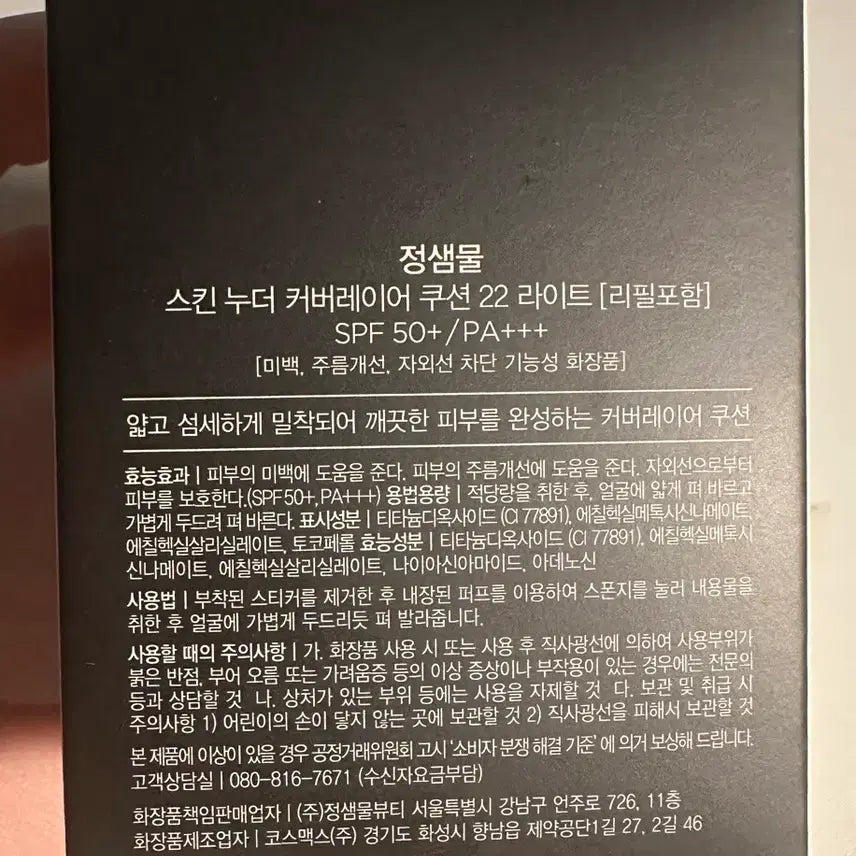 정샘물
스킨 누더 커버레이어 쿠션 22 라이트 [리필포함]
SPF 50+/PA+++
[미백, 주름개선, 자외선 차단 기능성 화장품]
얇고 섬세하게 밀착되어 깨끗한 피부를 완성하는 커버레이어 쿠션
효능효과 | 피부의 미백에 도움을 준다. 피부의 주름개선에 도움을 준다. 자외선으로부터
피부를 보호한다.(SPF50+, PA+++) 용법용량 | 적당량을 취한 후, 얼굴에 얇게 펴 바르고
가볍게 두드려 펴 바른다. 표시성분 | 티타늄디옥사이드 (CI 77891), 에칠헥실메톡시신나메이트,
에칠헥실살리실레이트, 토코페롤 효능성분 | 티타늄디옥사이드 (CI 77891), 에칠헥실메톡시
신나메이트, 에칠헥실살리실레이트, 나이아신아마이드, 아데노신
사용법 | 부착된 스티커를 제거한 후 내장된 퍼프를 이용하여 스폰지를 눌러 내용물을
취한 후 얼굴에 가볍게 두드리듯 펴 발라줍니다.
사용할 때의 주의사항 | 가. 화장품 사용 시 또는 사용 후 직사광선에 의하여 사용부위가
붉은 반점, 부어 오름 또는 가려움증 등의 이상 증상이나 부작용이 있는 경우에는 전문의
등과 상담할 것 나. 상처가 있는 부위 등에는 사용을 자제할 것 다. 보관 및 취급 시
주의사항 1) 어린이의 손이 닿지 않는 곳에 보관할 것 2) 직사광선을 피해서 보관할 것
본 제품에 이상이 있을 경우 공정거래위원회 고시 '소비자 분쟁 해결 기준' 에 의거 보상해 드립니다.
고객상담실 | 080-816-7671 (수신자요금부담)
화장품책임판매업자 | (주)정샘물뷰티 서울특별시 강남구 언주로 726, 11층
화장품제조업자 | 코스맥스(주) 경기도 화성시 향남읍 제약공단1길 27, 2길 46